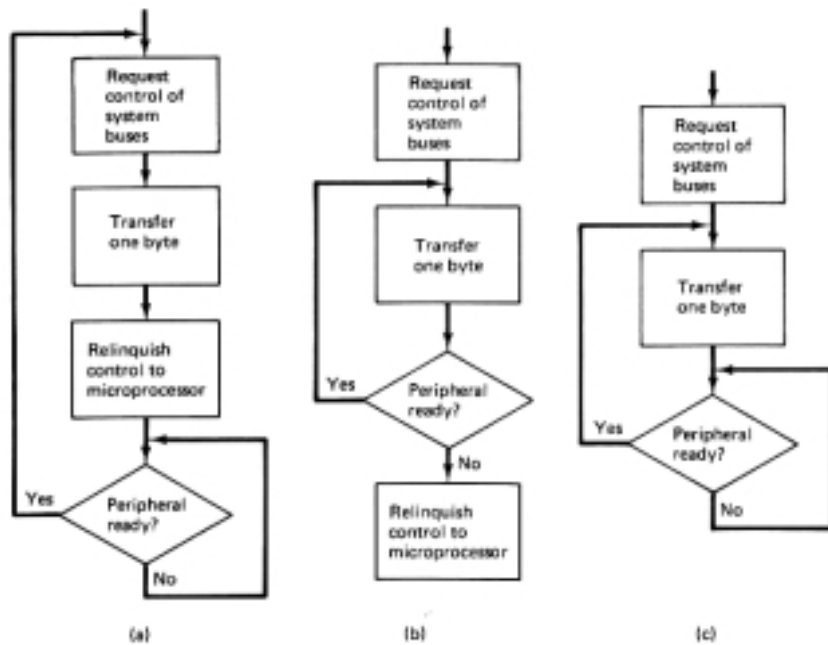 Request
control of
system
buses
Transfer
one byte
Relinquish
control to
microprocessor
Peripheral
ready?
Yes
No
(a)
Request
control of
system
buses
Transfer
one byte
Peripheral
ready?
Yes
No
Relinquish
control to
microprocessor
(b)
Request
control of
system
buses
Transfer
one byte
Peripheral
ready?
Yes
No
(c)